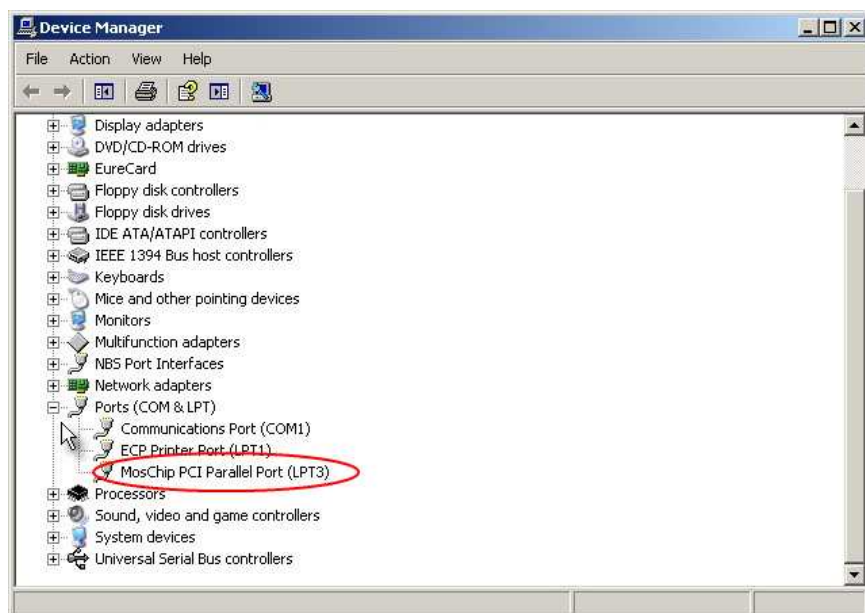 Device Manager
File Action View Help
Display adapters
DVD/CD-ROM drives
EureCard
Floppy disk controllers
Floppy disk drives
IDE ATA/ATAPI controllers
IEEE 1394 Bus host controllers
Keyboards
Mice and other pointing devices
Monitors
Multifunction adapters
NBS Port Interfaces
Network adapters
Ports (COM & LPT)
Communications Port (COM1)
ECP Printer Port (LPT1)
MosChip PCI Parallel Port (LPT3)
Processors
Sound, video and game controllers
System devices
Universal Serial Bus controllers